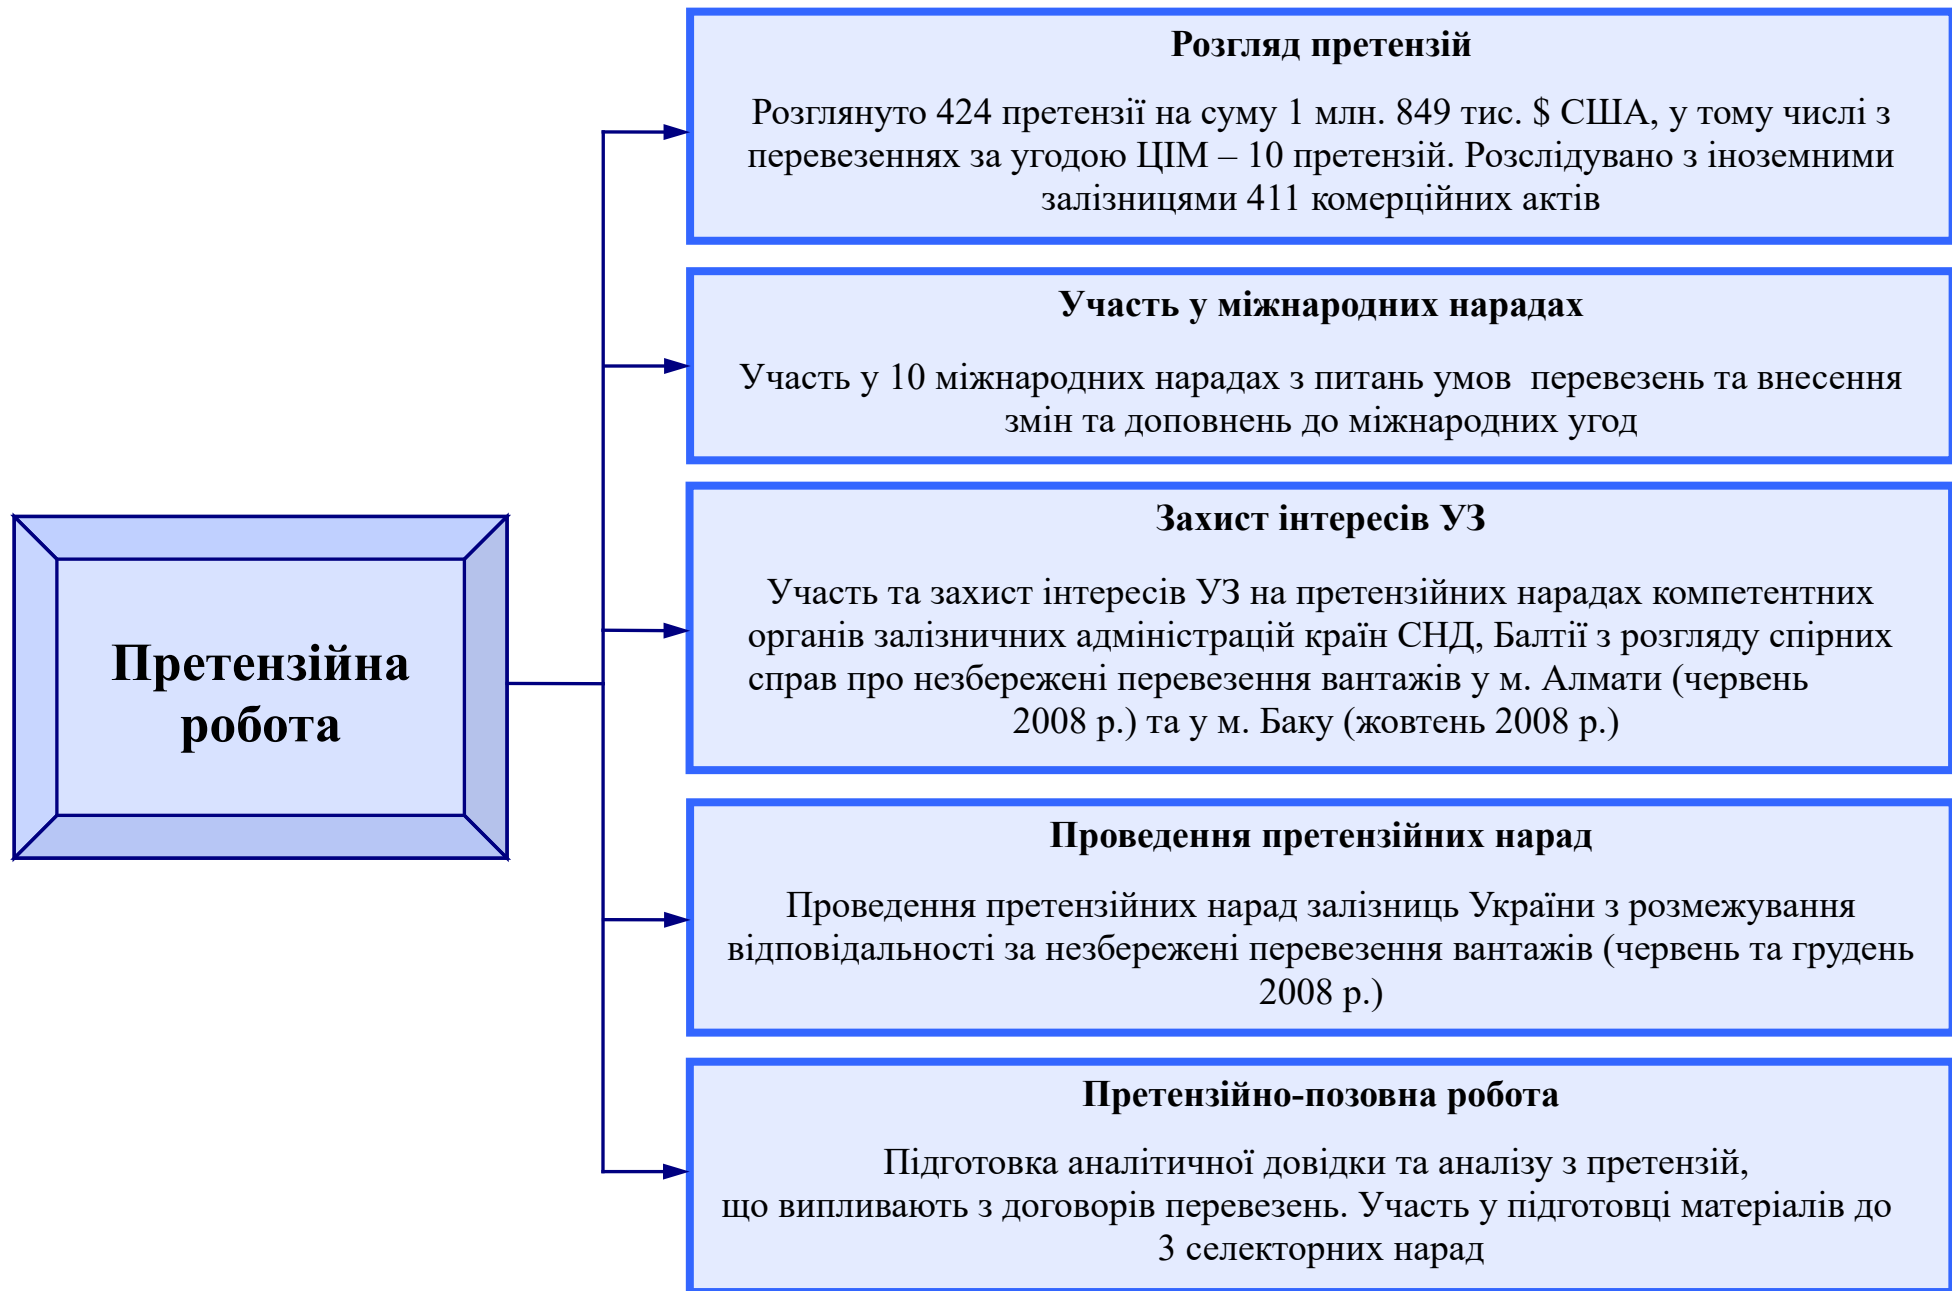 Розгляд претензій
Розглянуто 424 претензії на суму 1 млн. 849 тис. $ США, у тому числі з
перевезеннях за угодою ЦІМ – 10 претензій. Розслідувано з іноземними
залізницями 411 комерційних актів
Участь у міжнародних нарадах
Участь у 10 міжнародних нарадах з питань умов перевезень та внесення
змін та доповнень до міжнародних угод
Захист інтересів УЗ
Участь та захист інтересів УЗ на претензійних нарадах компетентних
органів залізничних адміністрацій країн СНД, Балтії з розгляду спірних
справ про незбережені перевезення вантажів у м. Алмати (червень
2008 р.) та у м. Баку (жовтень 2008 р.)
Претензійна
робота
Проведення претензійних нарад
Проведення претензійних нарад залізниць України з розмежування
відповідальності за незбережені перевезення вантажів (червень та грудень
2008 р.)
Претензійно-позовна робота
Підготовка аналітичної довідки та аналізу з претензій,
що випливають з договорів перевезень. Участь у підготовці матеріалів до
3 селекторних нарад